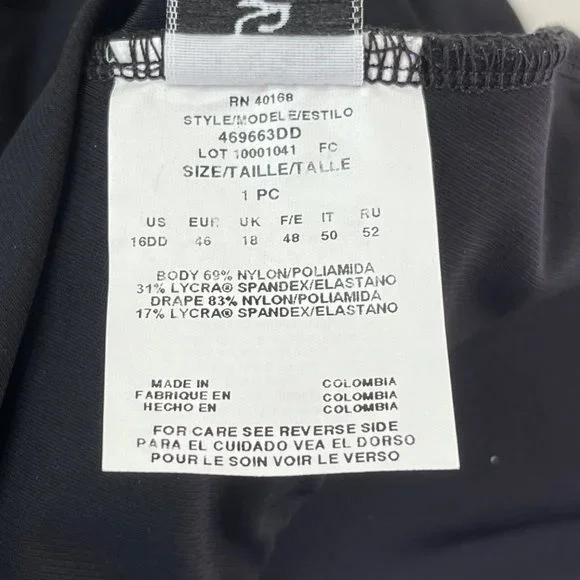 RN 40168
STYLE/MODELE/ESTILO
469663DD
LOT 10001041 FC
SIZE/TAILLE/TALLE
1 PC
US EUR UK F/E IT RU
16DD 46 18 48 50 52
BODY 69% NYLON/POLIAMIDA
31% LYCRA® SPANDEX/ELASTANO
DRAPE 83% NYLON/POLIAMIDA
17% LYCRA® SPANDEX/ELASTANO
MADE IN COLOMBIA
FABRIQUE EN COLOMBIA
HECHO EN COLOMBIA
FOR CARE SEE REVERSE SIDE
PARA EL CUIDADO VEA EL DORSO
POUR LE SOIN VOIR LE VERSO